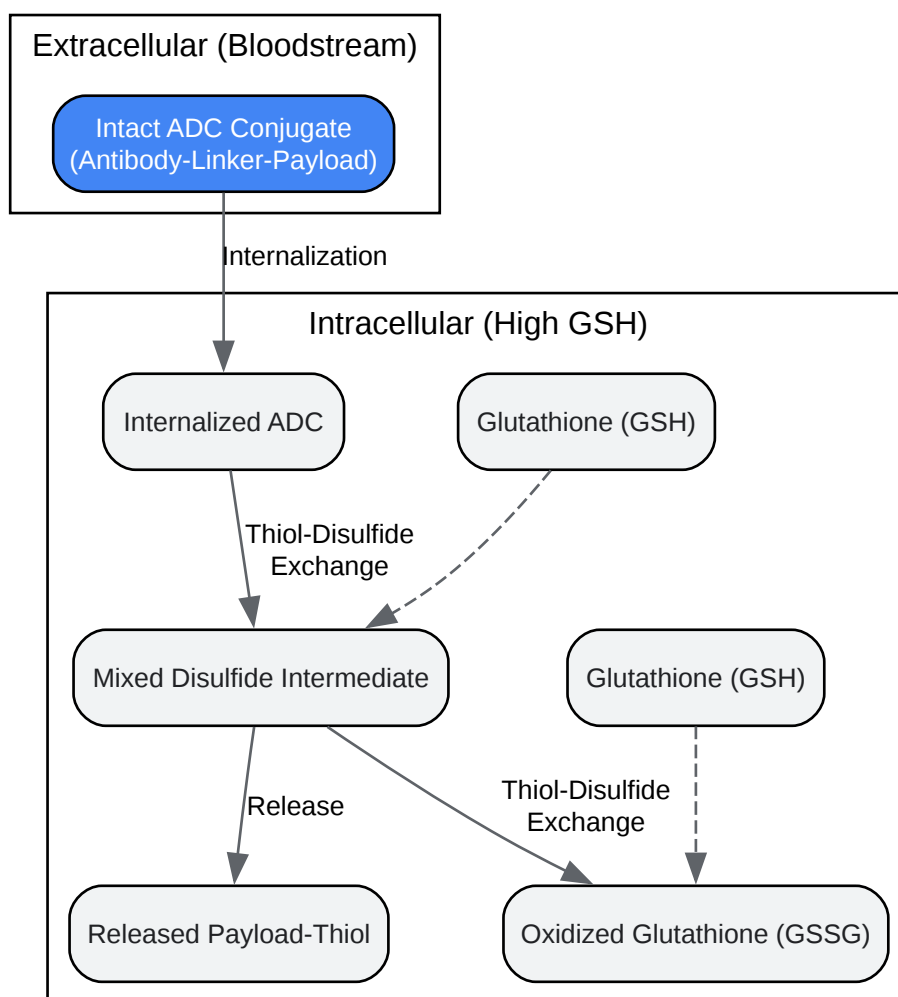 Extracellular (Bloodstream)
Intact ADC Conjugate
(Antibody-Linker-Payload)
Internalization
Intracellular (High GSH)
Internalized ADC
Glutathione (GSH)
Thiol-Disulfide
Exchange
Mixed Disulfide Intermediate
Glutathione (GSH)
Release
Thiol-Disulfide
Exchange
Released Payload-Thiol
Oxidized Glutathione (GSSG)